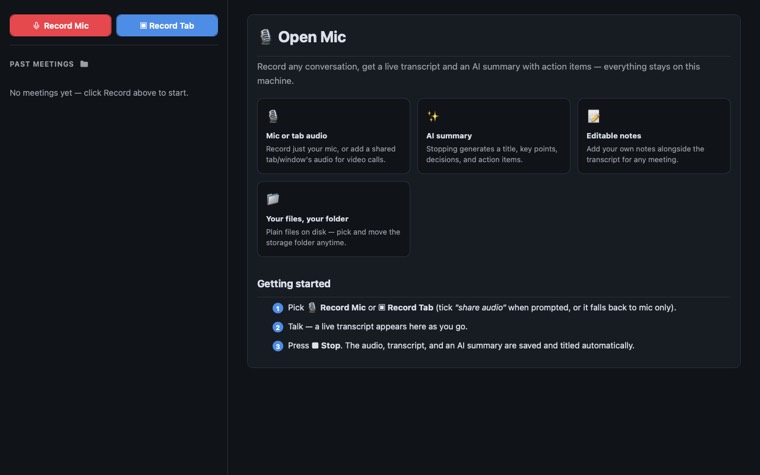 Record Mic
Record Tab
PAST MEETINGS
No meetings yet — click Record above to start.
Open Mic
Record any conversation, get a live transcript and an AI summary with action items — everything stays on this
machine.
Mic or tab audio
Record just your mic, or add a shared
tab/window's audio for video calls.
AI summary
Stopping generates a title, key points,
decisions, and action items.
Editable notes
Add your own notes alongside the
transcript for any meeting.
Your files, your folder
Plain files on disk — pick and move the
storage folder anytime.
Getting started
1 Pick 🎙️ Record Mic or ▣ Record Tab (tick "share audio" when prompted, or it falls back to mic only).
2 Talk — a live transcript appears here as you go.
3 Press ⏹ Stop. The audio, transcript, and an AI summary are saved and titled automatically.